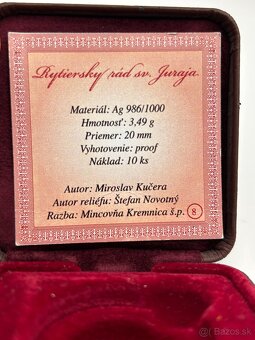 Rytiersky rád sv. Juraja
Materiál: Ag 986/1000
Hmotnosť: 3,49 g
Priemer: 20 mm
Vyhotovenie: proof
Náklad: 10 ks
Autor: Miroslav Kučera
Autor reliéfu: Štefan Novotný
Razba: Mincovňa Kremnica š.p. 8
bazos.sk